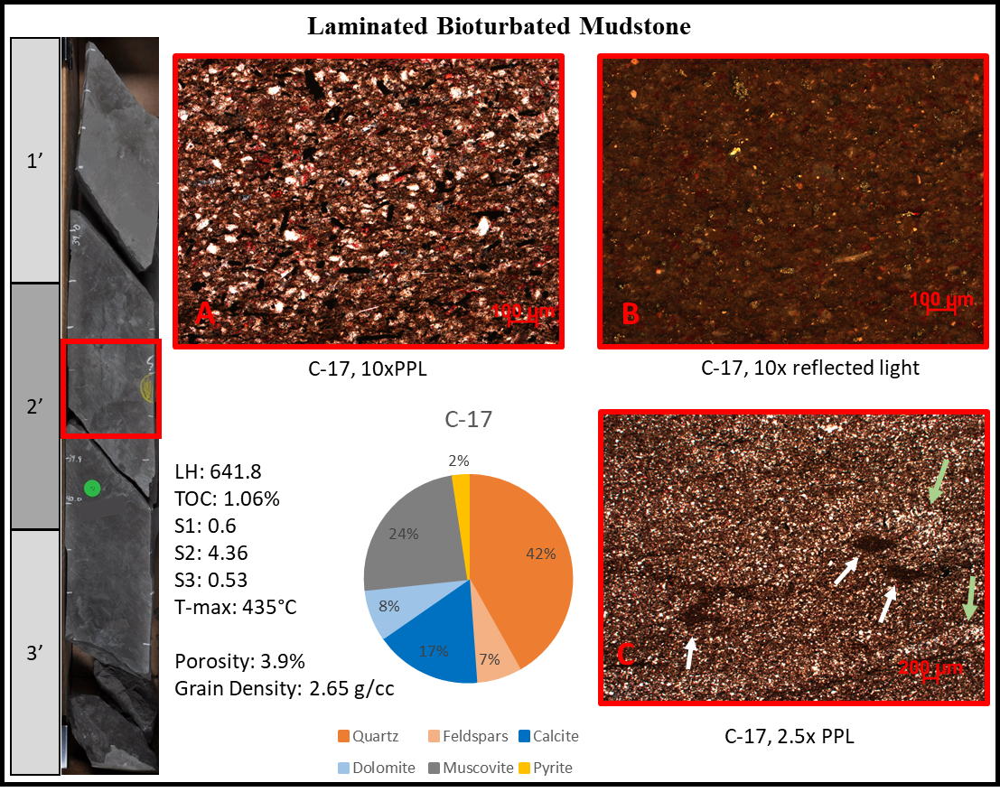 Laminated Bioturbated Mudstone
1’
2’
3’
A
100 µm
C-17, 10xPPL
B
100 µm
C-17, 10x reflected light
C-17
LH: 641.8
TOC: 1.06%
S1: 0.6
S2: 4.36
S3: 0.53
T-max: 435°C
Porosity: 3.9%
Grain Density: 2.65 g/cc
2%
42%
24%
8%
17%
7%
Quartz
Feldspars
Calcite
Dolomite
Muscovite
Pyrite
C
200 µm
C-17, 2.5x PPL